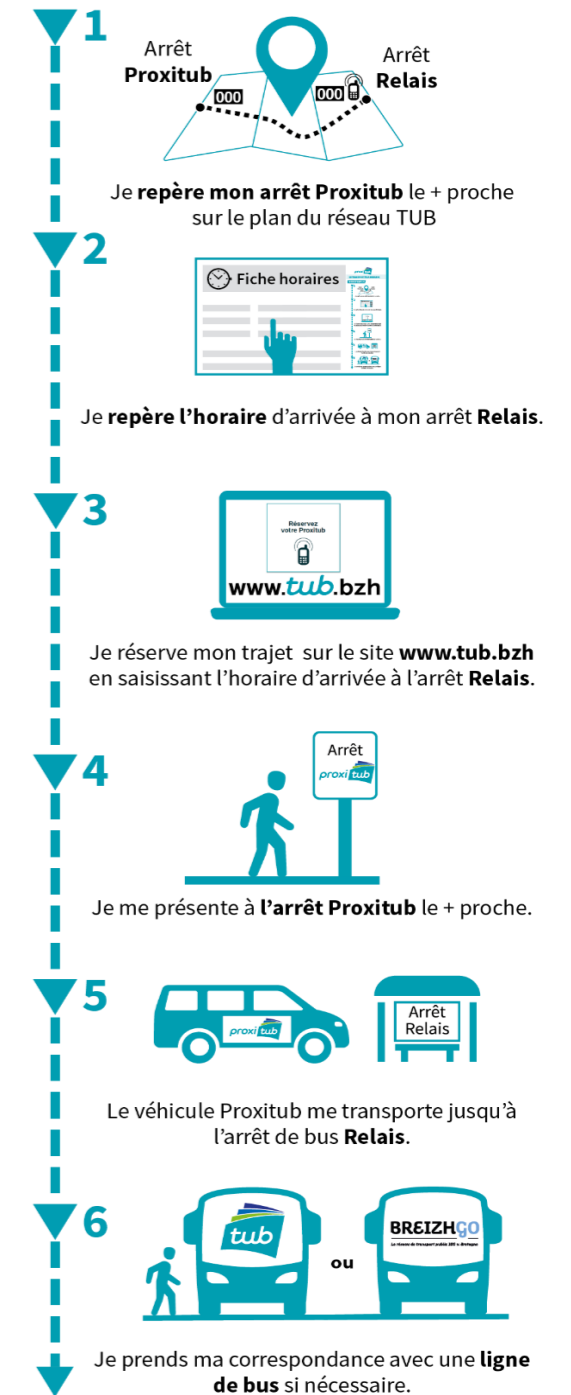 1
Arrêt
Proxitub
Arrêt
Relais
000
000
Je repère mon arrêt Proxitub le + proche
sur le plan du réseau TUB
2
Fiche horaires
Je repère l'horaire d'arrivée à mon arrêt Relais.
3
Réservez
votre Proxitub
www.tub.bzh
Je réserve mon trajet sur le site www.tub.bzh
en saisissant l'horaire d'arrivée à l'arrêt Relais.
4
Arrêt
proxitub
Je me présente à l'arrêt Proxitub le + proche.
5
proxitub
Arrêt
Relais
Le véhicule Proxitub me transporte jusqu'à
l'arrêt de bus Relais.
6
tub
ou
BREIZHGO
Je prends ma correspondance avec une ligne
de bus si nécessaire.